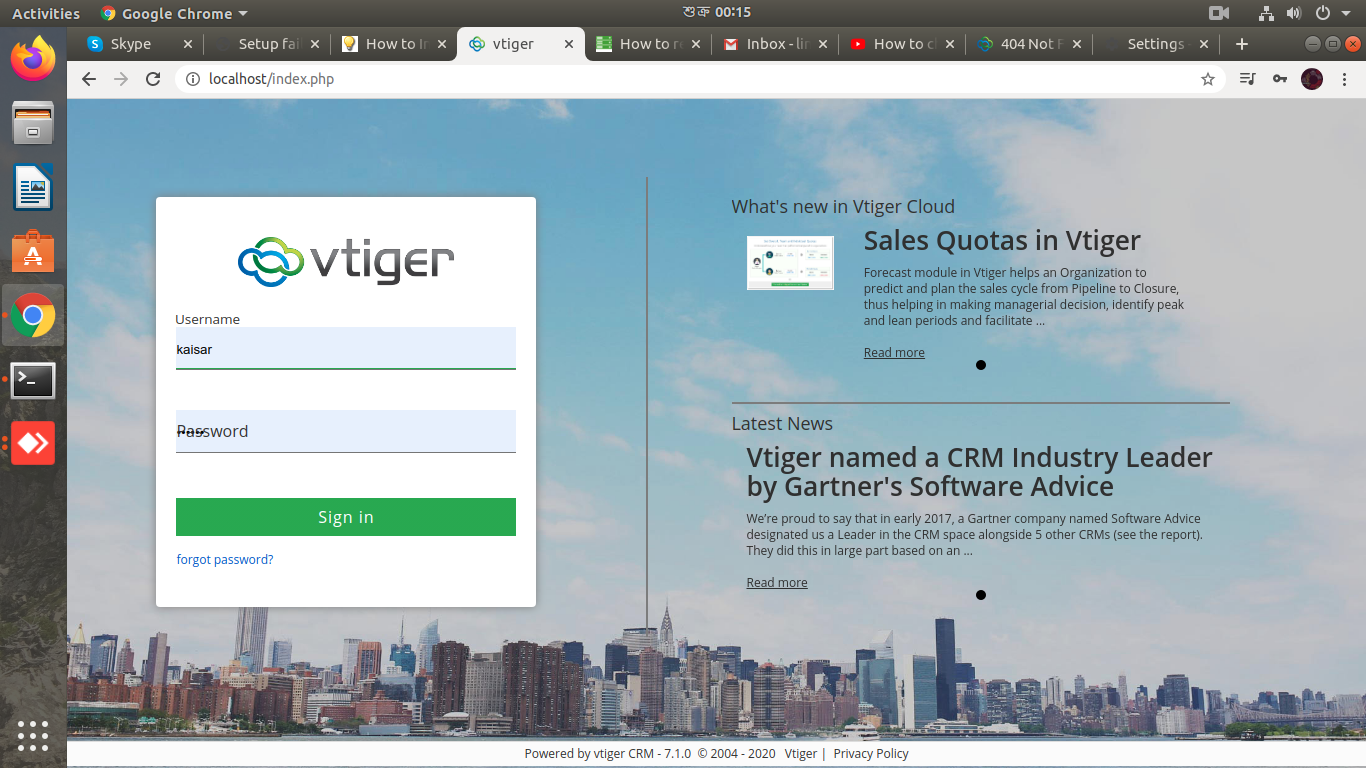 Activities
Google Chrome
শুক্র 00:15
Skype
Setup fai
How to I
vtiger
How to r
Inbox - li
How to c
404 Not F
Settings
localhost/index.php
vtiger
Username
kaisar
Password
Sign in
forgot password?
What's new in Vtiger Cloud
Sales Quotas in Vtiger
Forecast module in Vtiger helps an Organization to
predict and plan the sales cycle from Pipeline to Closure,
thus helping in making managerial decision, identify peak
and lean periods and facilitate ...
Read more
Latest News
Vtiger named a CRM Industry Leader
by Gartner's Software Advice
We’re proud to say that in early 2017, a Gartner company named Software Advice
designated us a Leader in the CRM space alongside 5 other CRMs (see the report).
They did this in large part based on an ...
Read more
Powered by vtiger CRM - 7.1.0 © 2004 - 2020 Vtiger | Privacy Policy